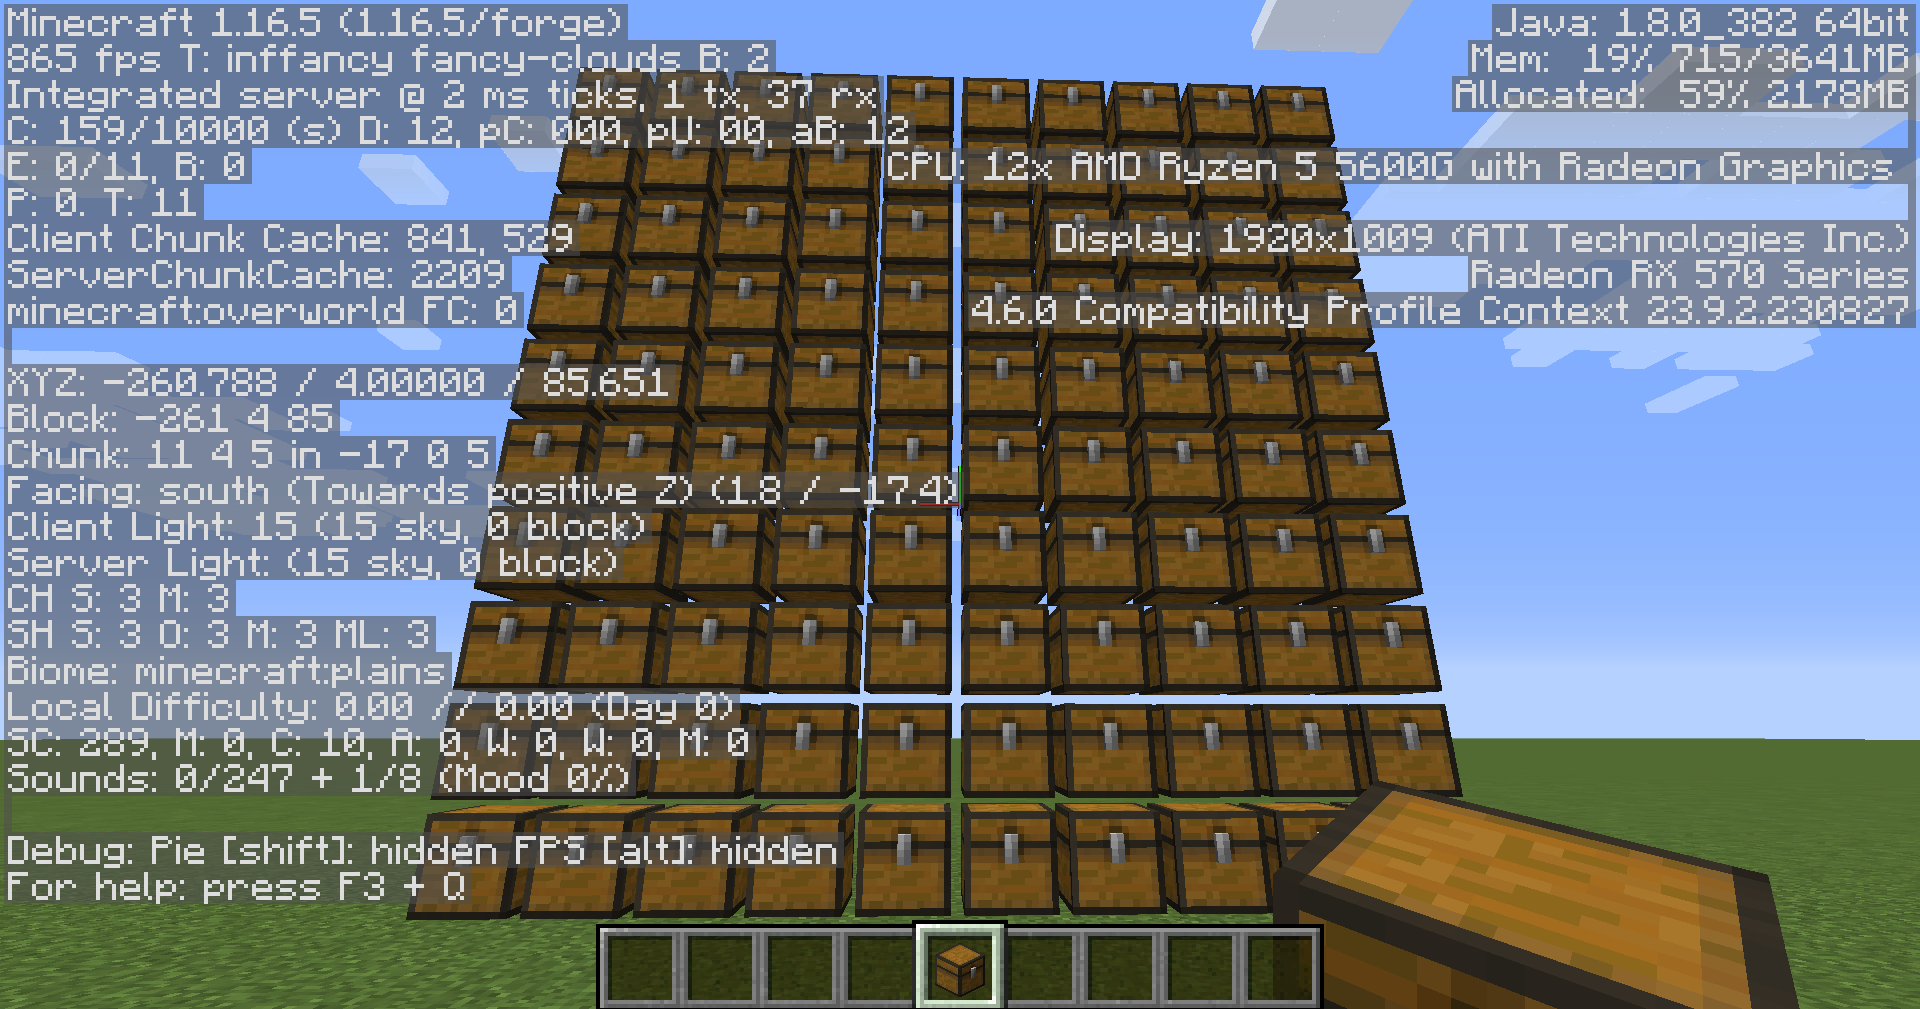 Minecraft 1.16.5 (1.16.5/forge)
865 fps T: inffancy fancy-clouds B: 2
Integrated server @ 2 ms ticks, 1 tx, 37 rx
C: 159/10000 (s) D: 12, pC: 000, pU: 00, aB: 12
E: 0/11, B: 0
P: 0. T: 11
Client Chunk Cache: 841, 529
ServerChunkCache: 2209
minecraft:overworld FC: 0
XYZ: -260.788 / 4.00000 / 85.651
Block: -261 4 85
Chunk: 11 4 5 in -17 0 5
Facing: south (Towards positive Z) (1.8 / -17.4)
Client Light: 15 (15 sky, 0 block)
Server Light: (15 sky, 0 block)
CH S: 3 M: 3
SH S: 3 O: 3 M: 3 ML: 3
Biome: minecraft:plains
Local Difficulty: 0.00 // 0.00 (Day 0)
SC: 289, M: 0, C: 10, A: 0, W: 0, W: 0, M: 0
Sounds: 0/247 + 1/8 (Mood 0%)
Debug: Pie [shift]: hidden FPS [alt]: hidden
For help: press F3 + Q
Java: 1.8.0_382 64bit
Mem: 19% 715/3641MB
Allocated: 59% 2178MB
CPU: 12x AMD Ryzen 5 5600G with Radeon Graphics
Display: 1920x1009 (ATI Technologies Inc.)
Radeon RX 570 Series
4.6.0 Compatibility Profile Context 23.9.2.230827